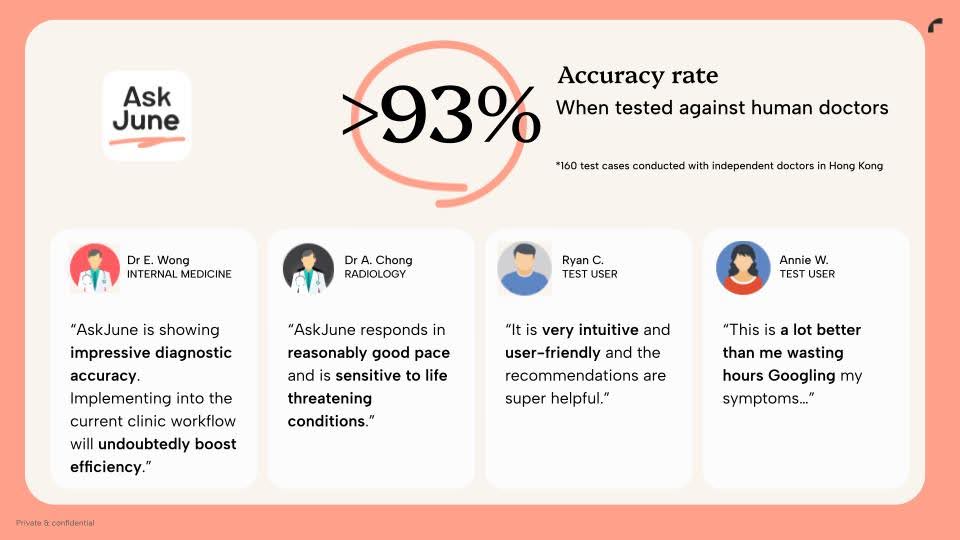 Ask
June
>93%
Accuracy rate
When tested against human doctors
*160 test cases conducted with independent doctors in Hong Kong
Dr E. Wong
INTERNAL MEDICINE
“AskJune is showing
impressive diagnostic
accuracy.
Implementing into the
current clinic workflow
will undoubtedly boost
efficiency.”
Dr A. Chong
RADIOLOGY
“AskJune responds in
reasonably good pace
and is sensitive to life
threatening
conditions.”
Ryan C.
TEST USER
“It is very intuitive and
user-friendly and the
recommendations are
super helpful.”
Annie W.
TEST USER
“This is a lot better
than me wasting
hours Googling my
symptoms…”
Private & confidential